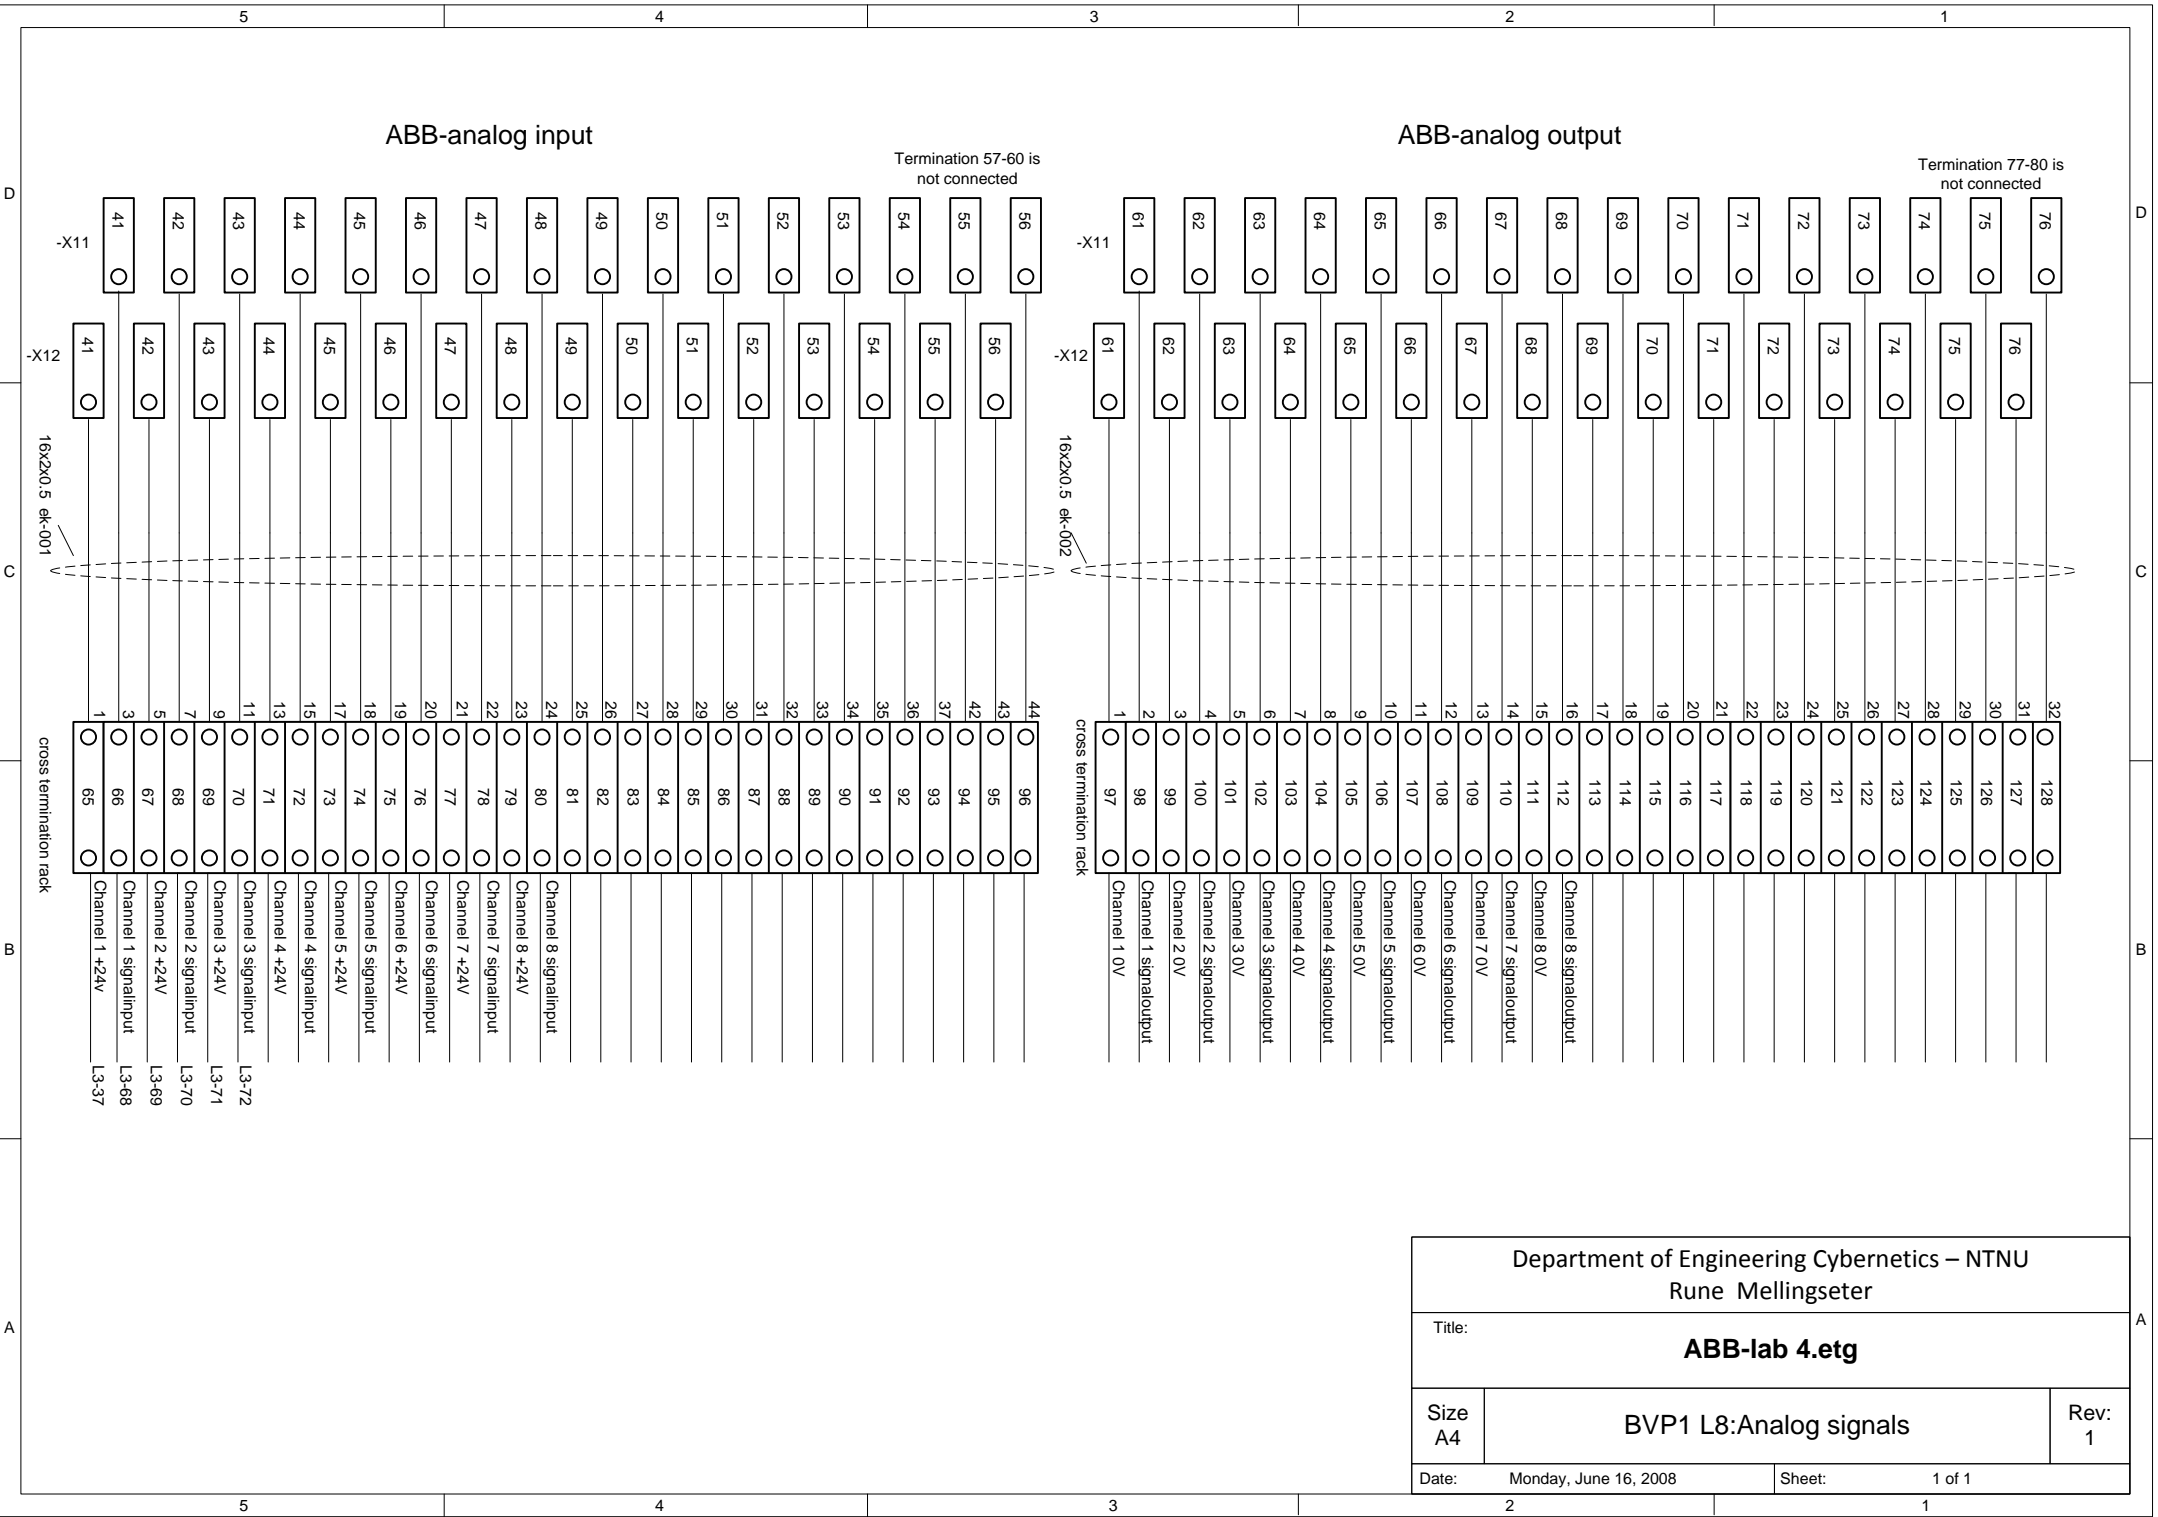 5 4 3 2 1
ABB-analog input
ABB-analog output
Termination 57-60 is
not connected
Termination 77-80 is
not connected
D D
-X11 41 42 43 44 45 46 47 48 49 50 51 52 53 54 55 56
-X11 61 62 63 64 65 66 67 68 69 70 71 72 73 74 75 76
-X12 41 42 43 44 45 46 47 48 49 50 51 52 53 54 55 56
-X12 61 62 63 64 65 66 67 68 69 70 71 72 73 74 75 76
16x2x0.5 ek-001
16x2x0.5 ek-002
C C
1 3 5 7 9 11 13 15 17 18 19 20 21 22 23 24 25 26 27 28 29 30 31 32 33 34 35 36 37 42 43 44
1 2 3 4 5 6 7 8 9 10 11 12 13 14 15 16 17 18 19 20 21 22 23 24 25 26 27 28 29 30 31 32
cross termination rack
65 66 67 68 69 70 71 72 73 74 75 76 77 78 79 80 81 82 83 84 85 86 87 88 89 90 91 92 93 94 95 96
cross termination rack
97 98 99 100 101 102 103 104 105 106 107 108 109 110 111 112 113 114 115 116 117 118 119 120 121 122 123 124 125 126 127 128
B B
Channel 1 +24v
Channel 1 signalinput
Channel 2 +24V
Channel 2 signalinput
Channel 3 +24V
Channel 3 signalinput
Channel 4 +24V
Channel 4 signalinput
Channel 5 +24V
Channel 5 signalinput
Channel 6 +24V
Channel 6 signalinput
Channel 7 +24V
Channel 7 signalinput
Channel 8 +24V
Channel 8 signalinput
Channel 1 0V
Channel 1 signaloutput
Channel 2 0V
Channel 2 signaloutput
Channel 3 0V
Channel 3 signaloutput
Channel 4 0V
Channel 4 signaloutput
Channel 5 0V
Channel 5 signaloutput
Channel 6 0V
Channel 6 signaloutput
Channel 7 0V
Channel 7 signaloutput
Channel 8 0V
Channel 8 signaloutput
L3-37
L3-68
L3-69
L3-70
L3-71
L3-72
A A
Department of Engineering Cybernetics – NTNU
Rune Mellingseter
Title:
ABB-lab 4.etg
Size
A4
BVP1 L8:Analog signals
Rev:
1
Date: Monday, June 16, 2008 Sheet: 1 of 1
5 4 3 2 1